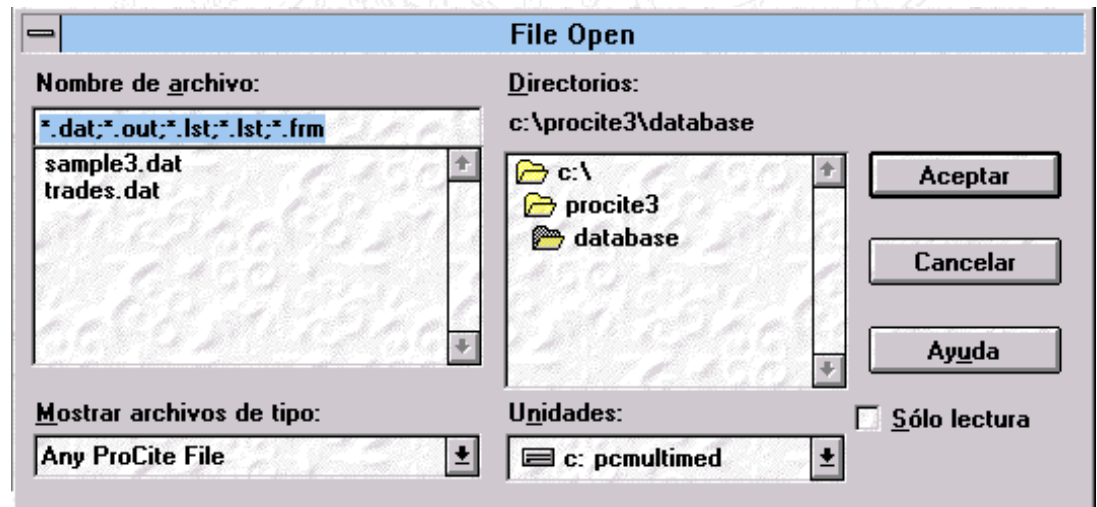 File Open
Nombre de archivo:
*.dat;*.out;*.lst;*.lst;*.frm
sample3.dat
trades.dat
Mostrar archivos de tipo:
Any ProCite File
Directorios:
c:\procite3\database
c:\
procite3
database
Unidades:
c: pcmultimed
Aceptar
Cancelar
Ayuda
Sólo lectura